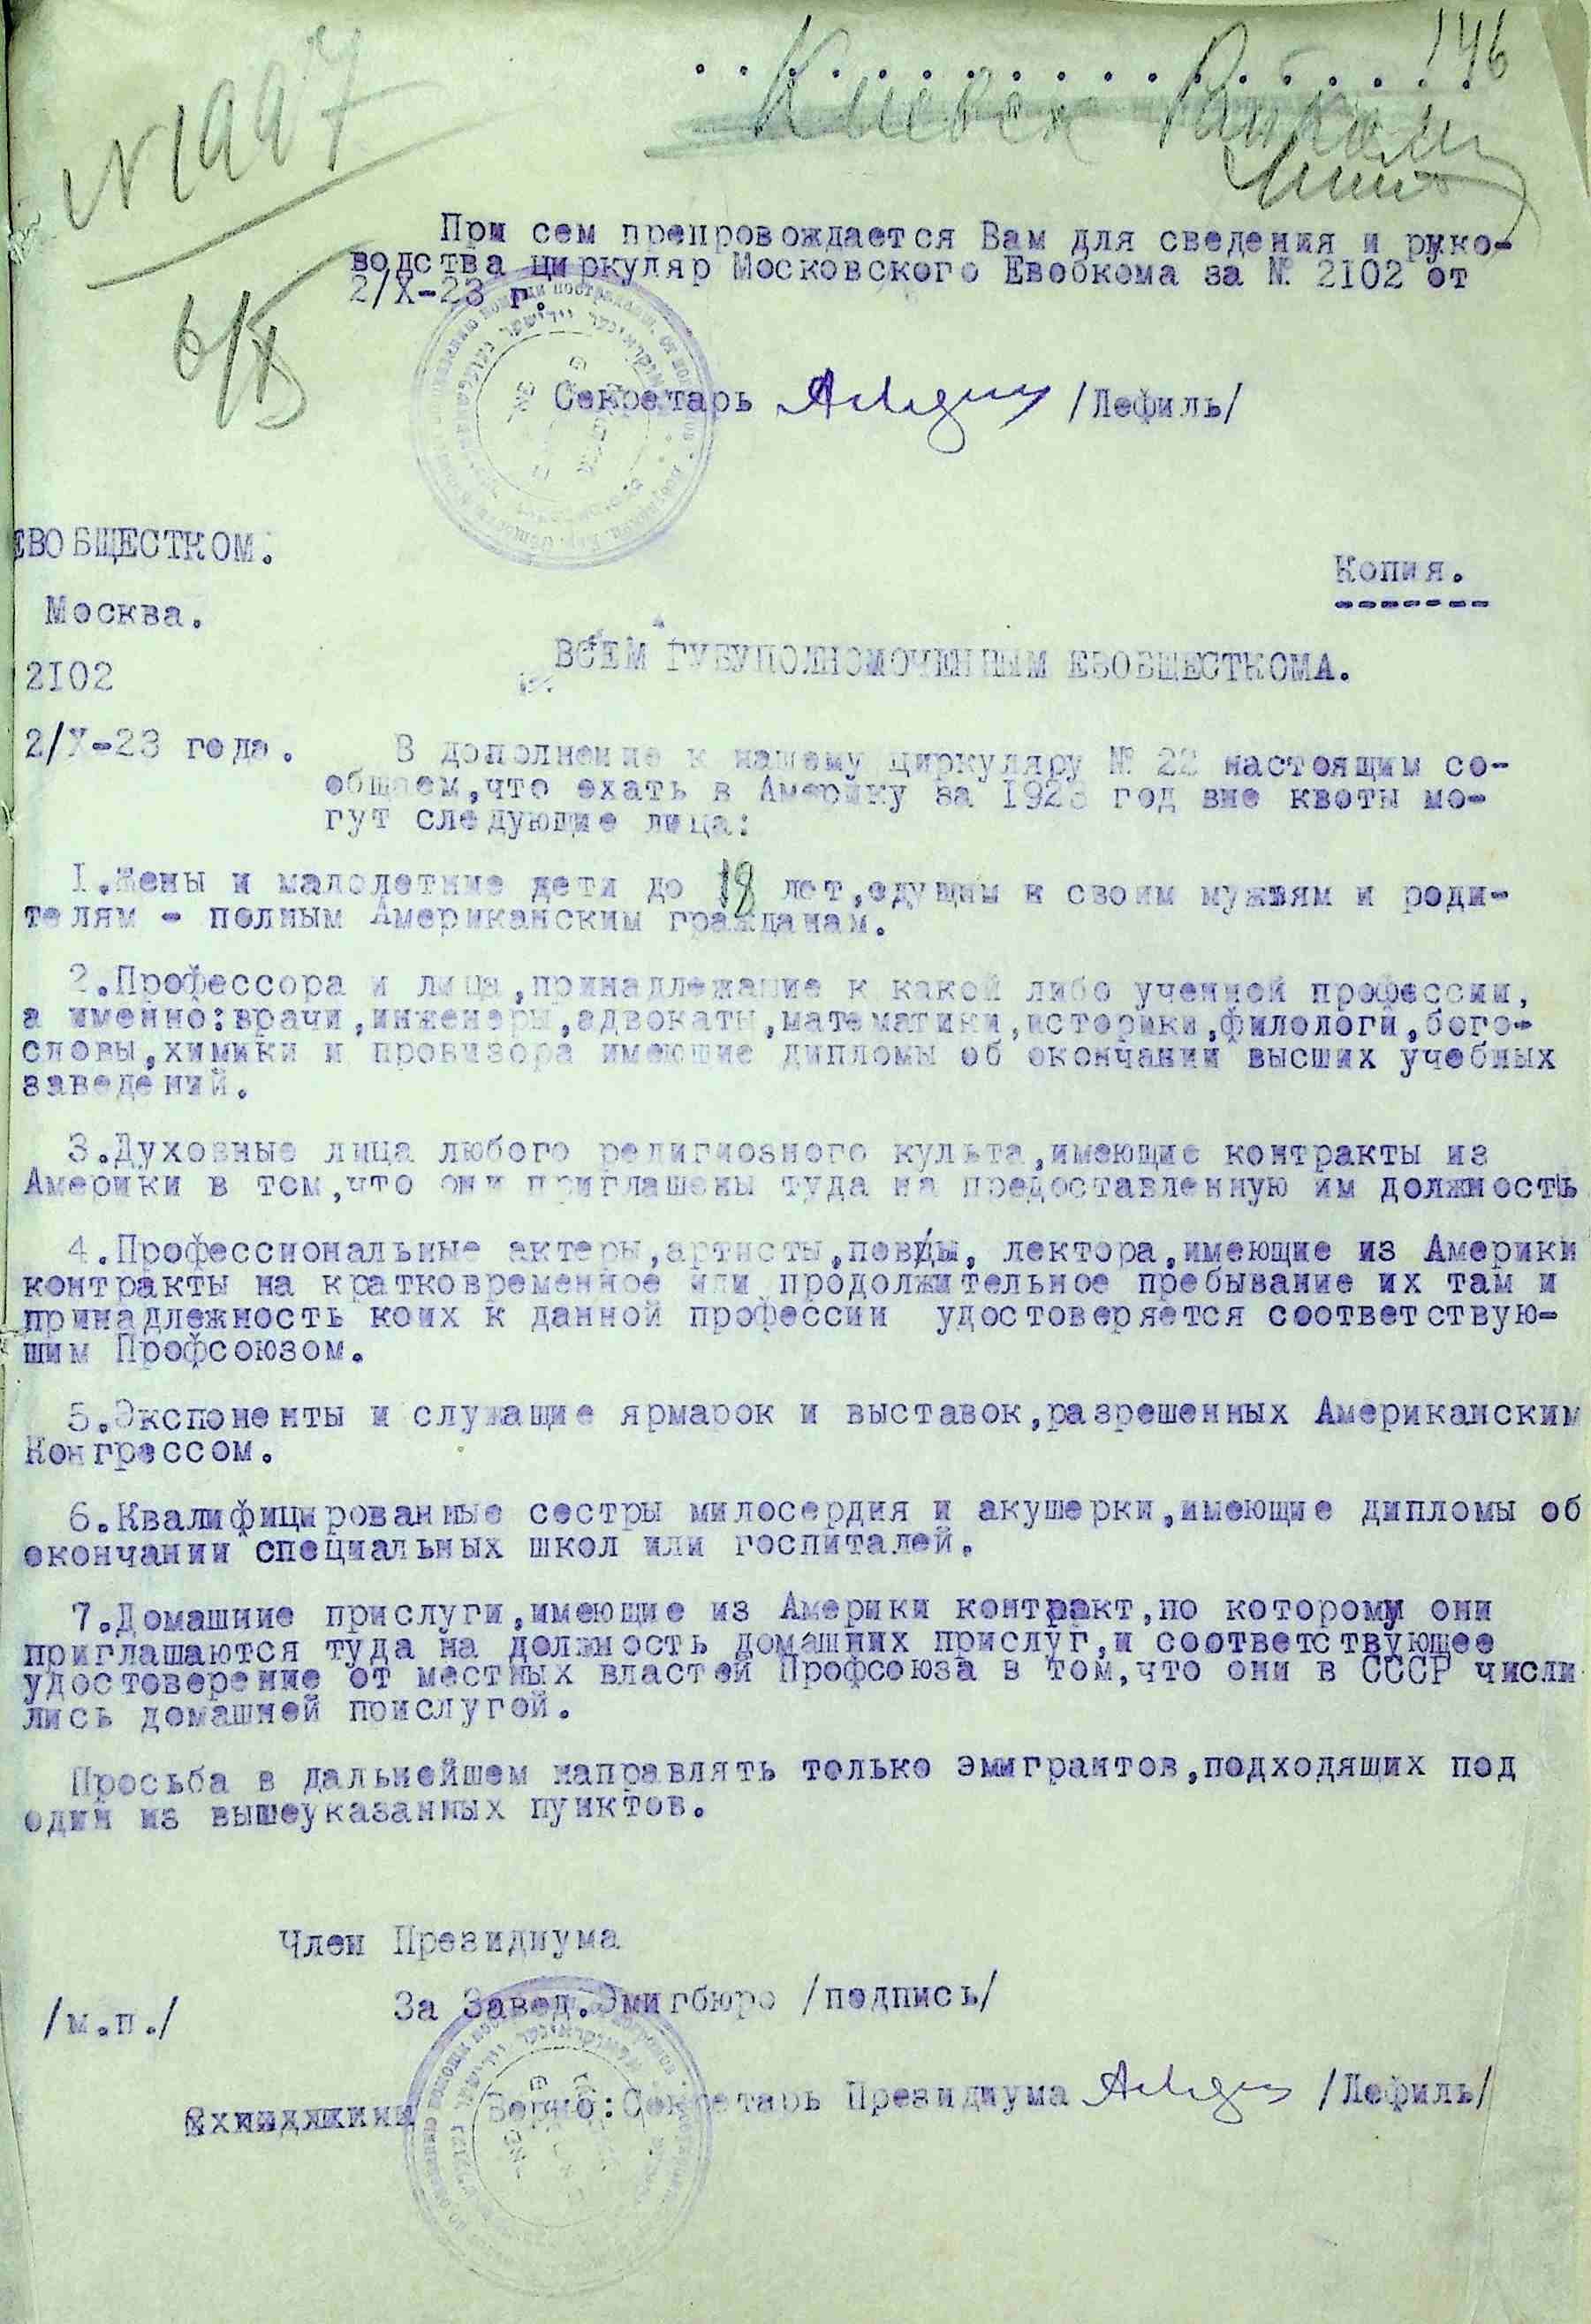 146
№ 1997
Киевск Райком
При сем препровождается Вам для сведения и руко-
водства циркуляр Московского Евобкома за № 2102 от
2/X-23 г.
6/X
Секретарь /Лефиль/
ЕВОБЩЕСТКОМ.
Копия.
Москва.
2102
ВСЕМ ГУБУПОЛНОМОЧЕННЫМ ЕВОБЩЕСТКОМА.
2/X-23 года.
В дополнение к нашему циркуляру № 22 настоящим со-
общаем,что ехать в Америку за 1923 год вне квоты мо-
гут следующие лица:
1.Жены и малолетние дети до 18 лет,едущим к своим мужьям и роди-
телям - полным Американским гражданам.
2.Профессора и лица,принадлежащие к какой либо ученной профессии,
а именно:врачи,инженеры,адвокаты,математики,историки,филологи,бого-
словы,химики и провизора имеющие дипломы об окончании высших учебных
заведений.
3.Духовные лица любого религиозного культа,имеющие контракты из
Америки в том,что они приглашены туда на предоставленную им должность
4.Профессиональные актеры,артисты,певцы, лектора,имеющие из Америки
контракты на кратковременное или продолжительное пребывание их там и
принадлежность коих к данной профессии удостоверяется соответствую-
щим Профсоюзом.
5.Экспоненты и служащие ярмарок и выставок,разрешенных Американским
Конгрессом.
6.Квалифицированные сестры милосердия и акушерки,имеющие дипломы об
окончании специальных школ или госпиталей.
7.Домашние прислуги,имеющие из Америки контракт,по которому они
приглашаются туда на должность домашних прислуг,и соответствующее
удостоверение от местных властей Профсоюза в том,что они в СССР числи
лись домашней прислугой.
Просьба в дальнейшем направлять только эмигрантов,подходящих под
один из вышеуказанных пунктов.
Член Президиума
За Завед.Эмигбюро /подпись/
/м.п./
Верно:Секретарь Президиума /Лефиль/